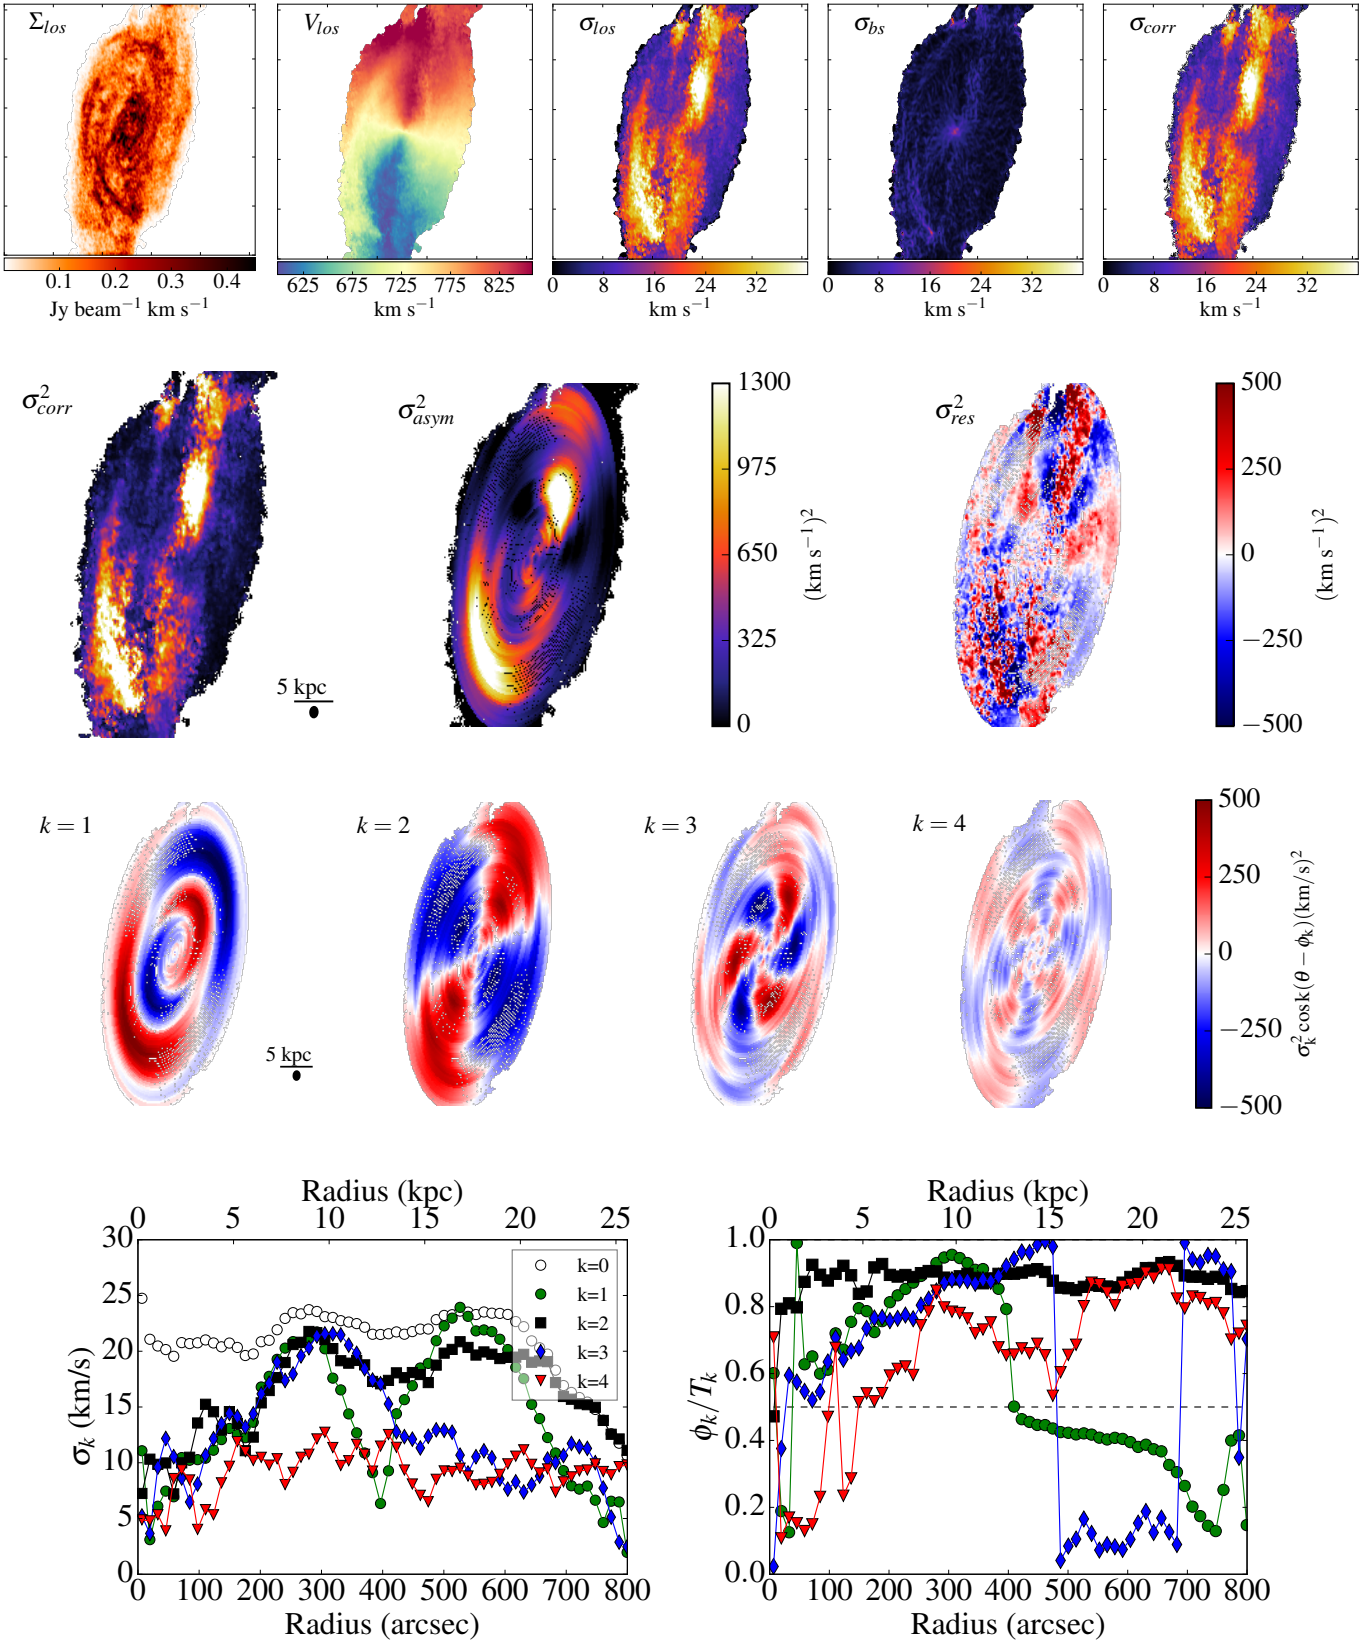 Σlos
Vlos
σlos
σbs
σcorr
0.1 0.2 0.3 0.4
Jy beam⁻¹ km s⁻¹
625 675 725 775 825
km s⁻¹
0 8 16 24 32
km s⁻¹
0 8 16 24 32
km s⁻¹
0 8 16 24 32
km s⁻¹
σ²corr
σ²asym
σ²res
5 kpc
1300
975
650
325
0
(km s⁻¹)²
500
250
0
−250
−500
(km s⁻¹)²
k = 1
k = 2
k = 3
k = 4
5 kpc
500
250
0
−250
−500
σ²k cosk(θ − ϕk)(km/s)²
Radius (kpc)
0 5 10 15 20 25
30
25
20
15
10
5
0
σk (km/s)
k=0
k=1
k=2
k=3
k=4
0 100 200 300 400 500 600 700 800
Radius (arcsec)
Radius (kpc)
0 5 10 15 20 25
1.0
0.8
0.6
0.4
0.2
0.0
ϕk/Tk
0 100 200 300 400 500 600 700 800
Radius (arcsec)